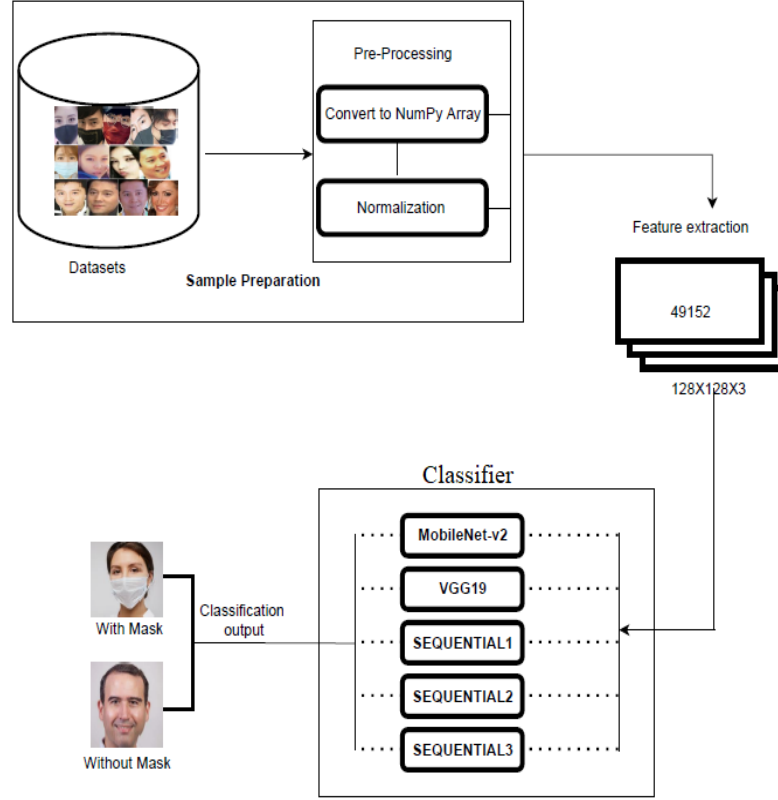 Pre-Processing
Convert to NumPy Array
Normalization
Datasets
Sample Preparation
Feature extraction
49152
128X128X3
Classifier
MobileNet-v2
VGG19
SEQUENTIAL1
SEQUENTIAL2
SEQUENTIAL3
Classification
output
With Mask
Without Mask